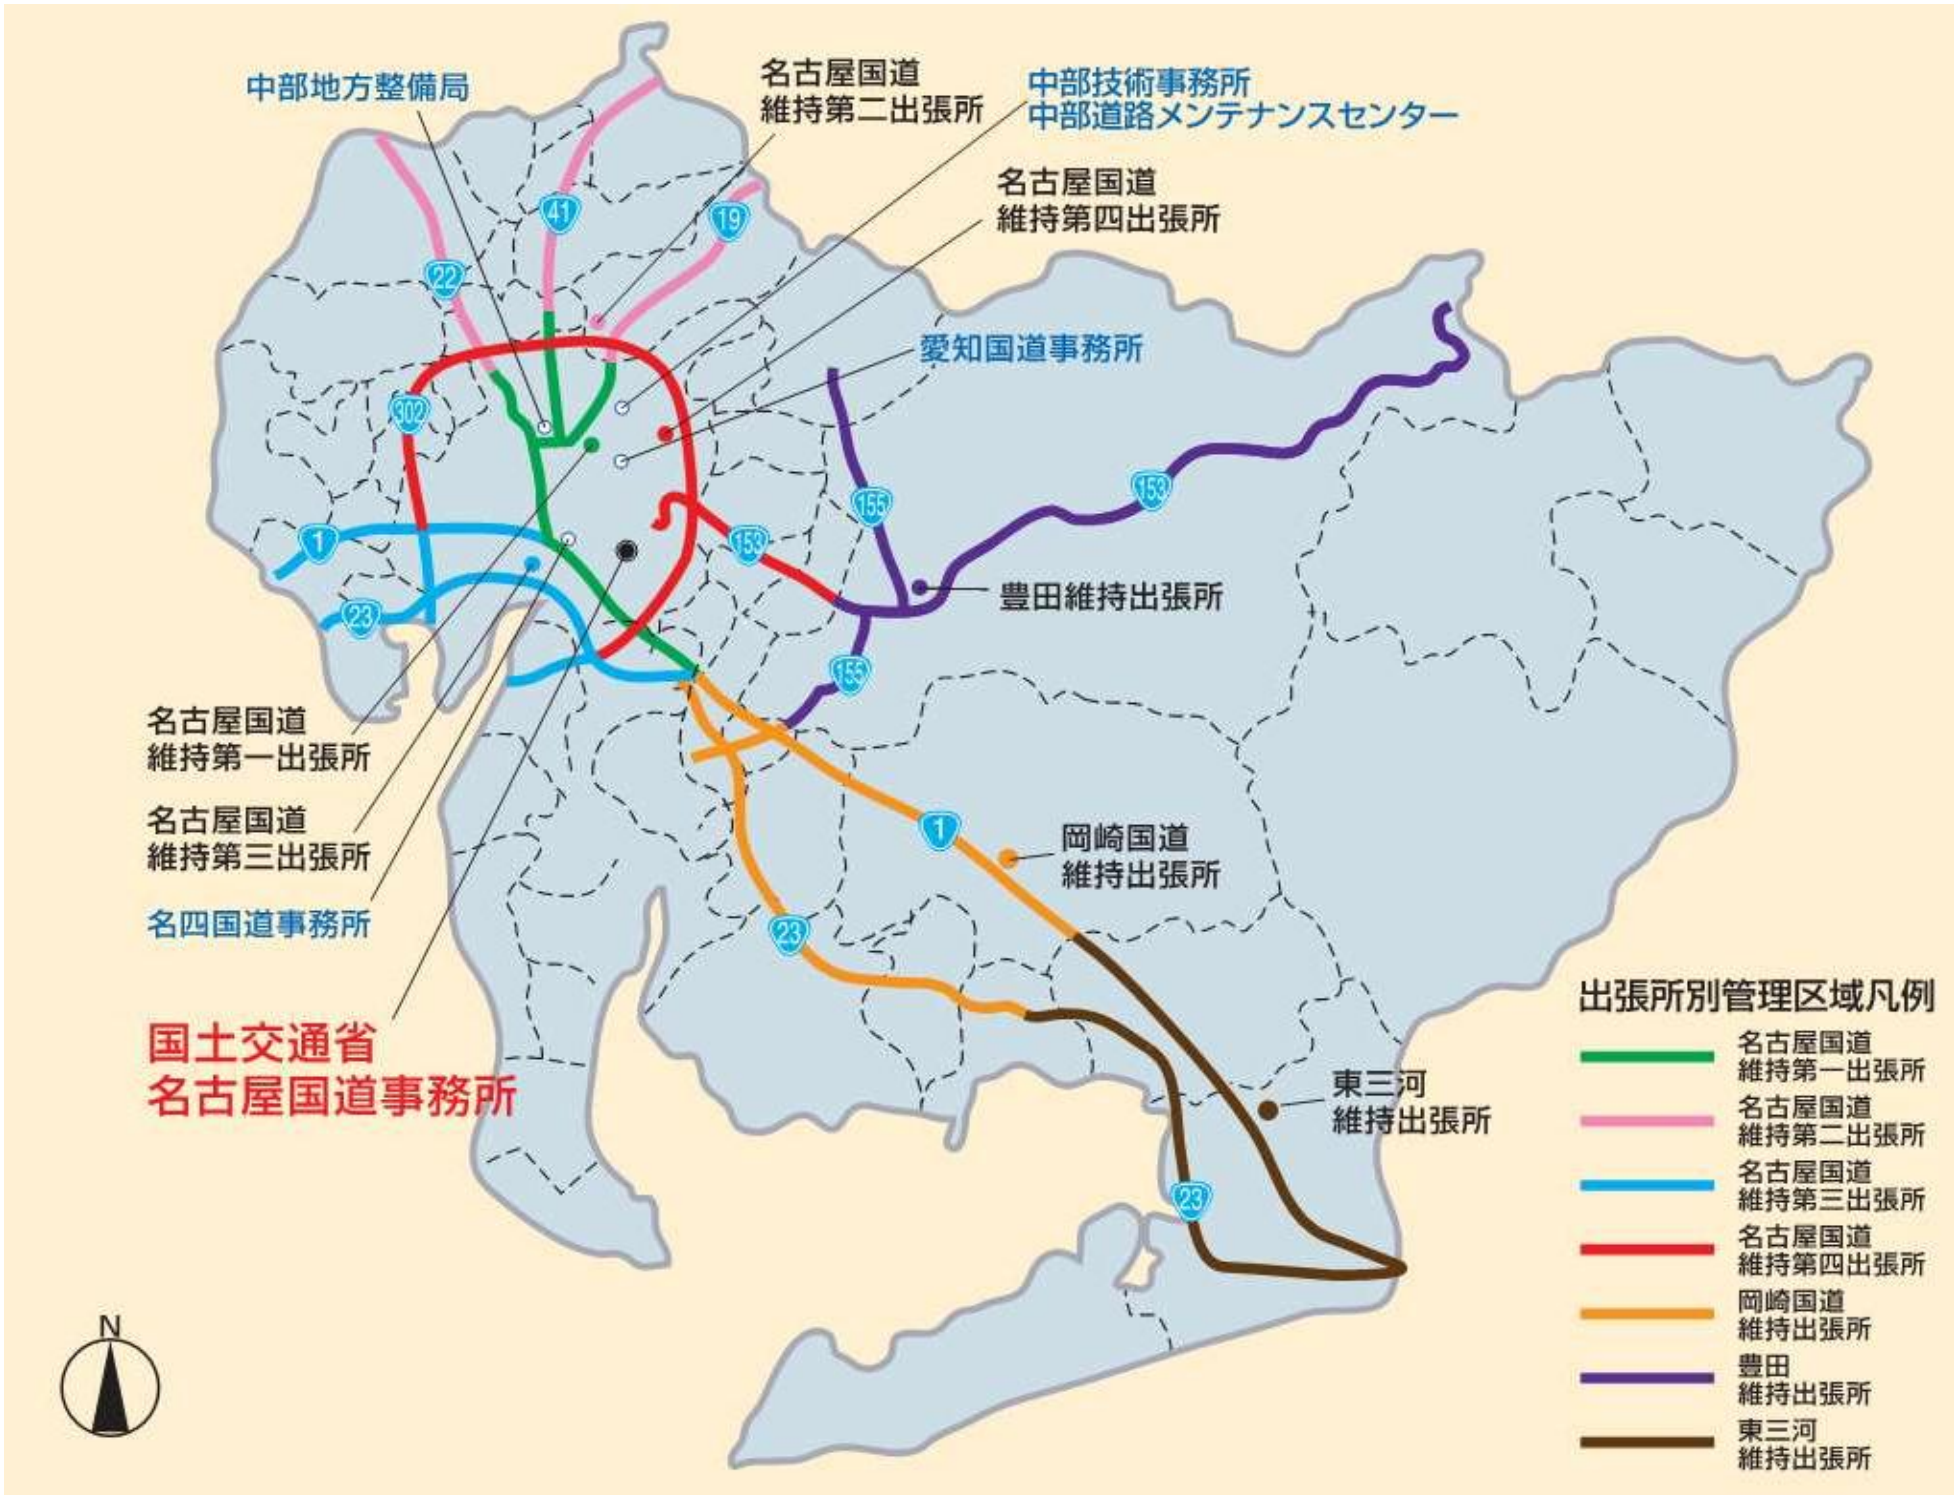 中部地方整備局
名古屋国道
維持第二出張所
中部技術事務所
中部道路メンテナンスセンター
名古屋国道
維持第四出張所
41
19
22
愛知国道事務所
302
155
153
1
153
23
豊田維持出張所
155
名古屋国道
維持第一出張所
名古屋国道
維持第三出張所
1
岡崎国道
維持出張所
名四国道事務所
23
国土交通省
名古屋国道事務所
東三河
維持出張所
23
N
出張所別管理区域凡例
名古屋国道
維持第一出張所
名古屋国道
維持第二出張所
名古屋国道
維持第三出張所
名古屋国道
維持第四出張所
岡崎国道
維持出張所
豊田
維持出張所
東三河
維持出張所